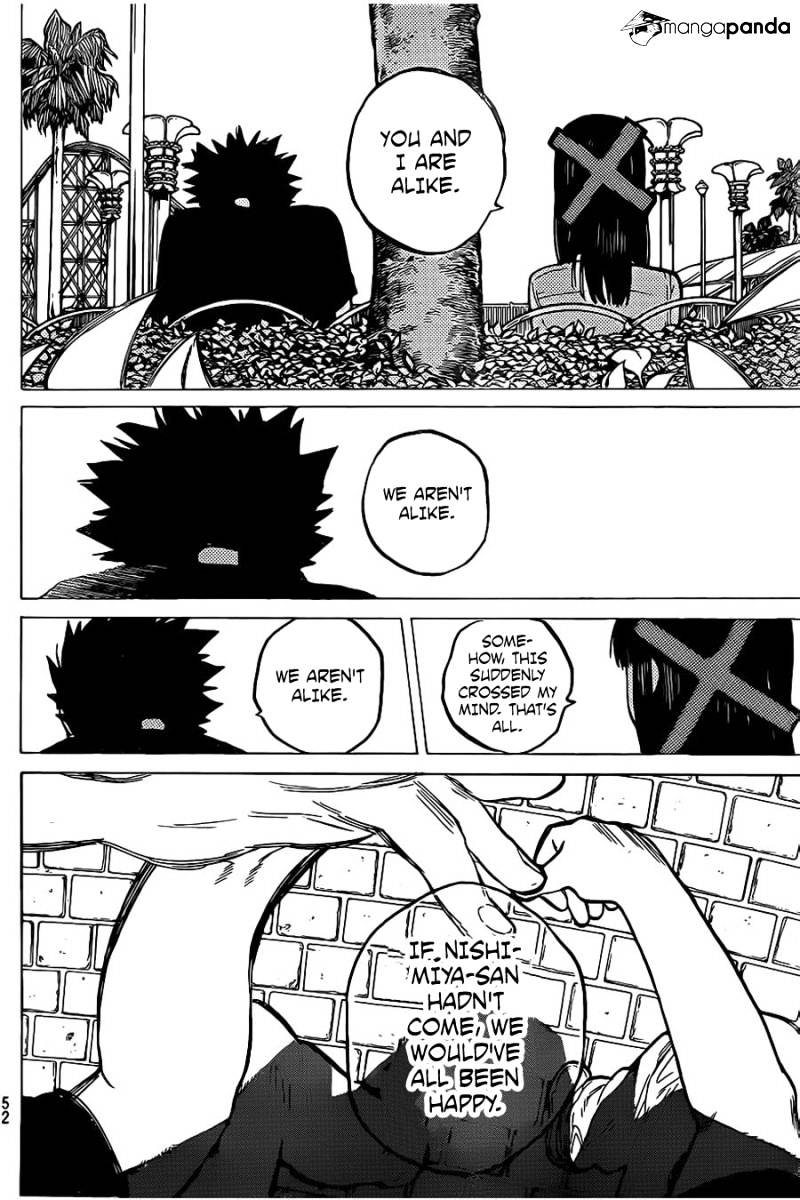 mangapanda
YOU AND
I ARE
ALIKE.
WE AREN'T
ALIKE.
WE AREN'T
ALIKE.
SOME-
HOW, THIS
SUDDENLY
CROSSED MY
MIND. THAT'S
ALL.
IF NISHI-
MIYA-SAN
HADN'T
COME, WE
WOULD'VE
ALL BEEN
HAPPY.
52